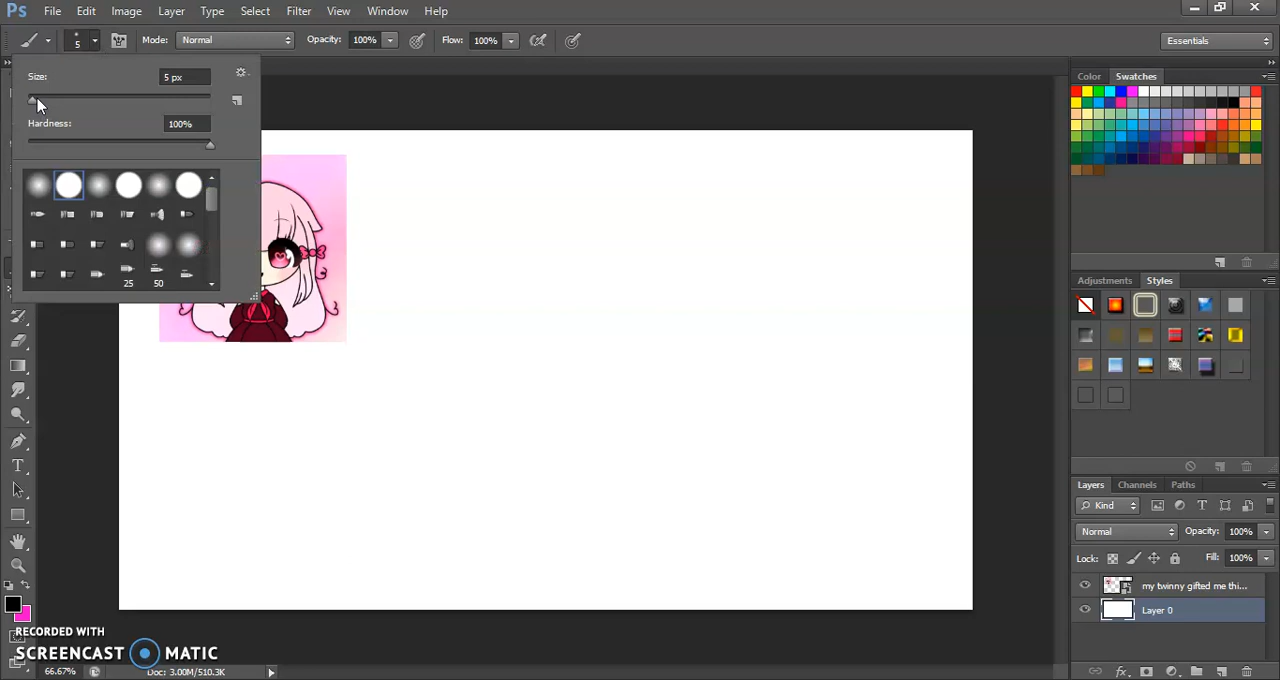 Ps File Edit Image Layer Type Select Filter View Window Help
5 Mode: Normal Opacity: 100% Flow: 100% Essentials
Size: 5 px
Hardness: 100%
25 50
Color Swatches
Adjustments Styles
Layers Channels Paths
Kind
Normal Opacity: 100%
Lock: Fill: 100%
my twinny gifted me thi...
Layer 0
RECORDED WITH
SCREENCAST MATIC
66.67% Doc: 3.00M/510.3K